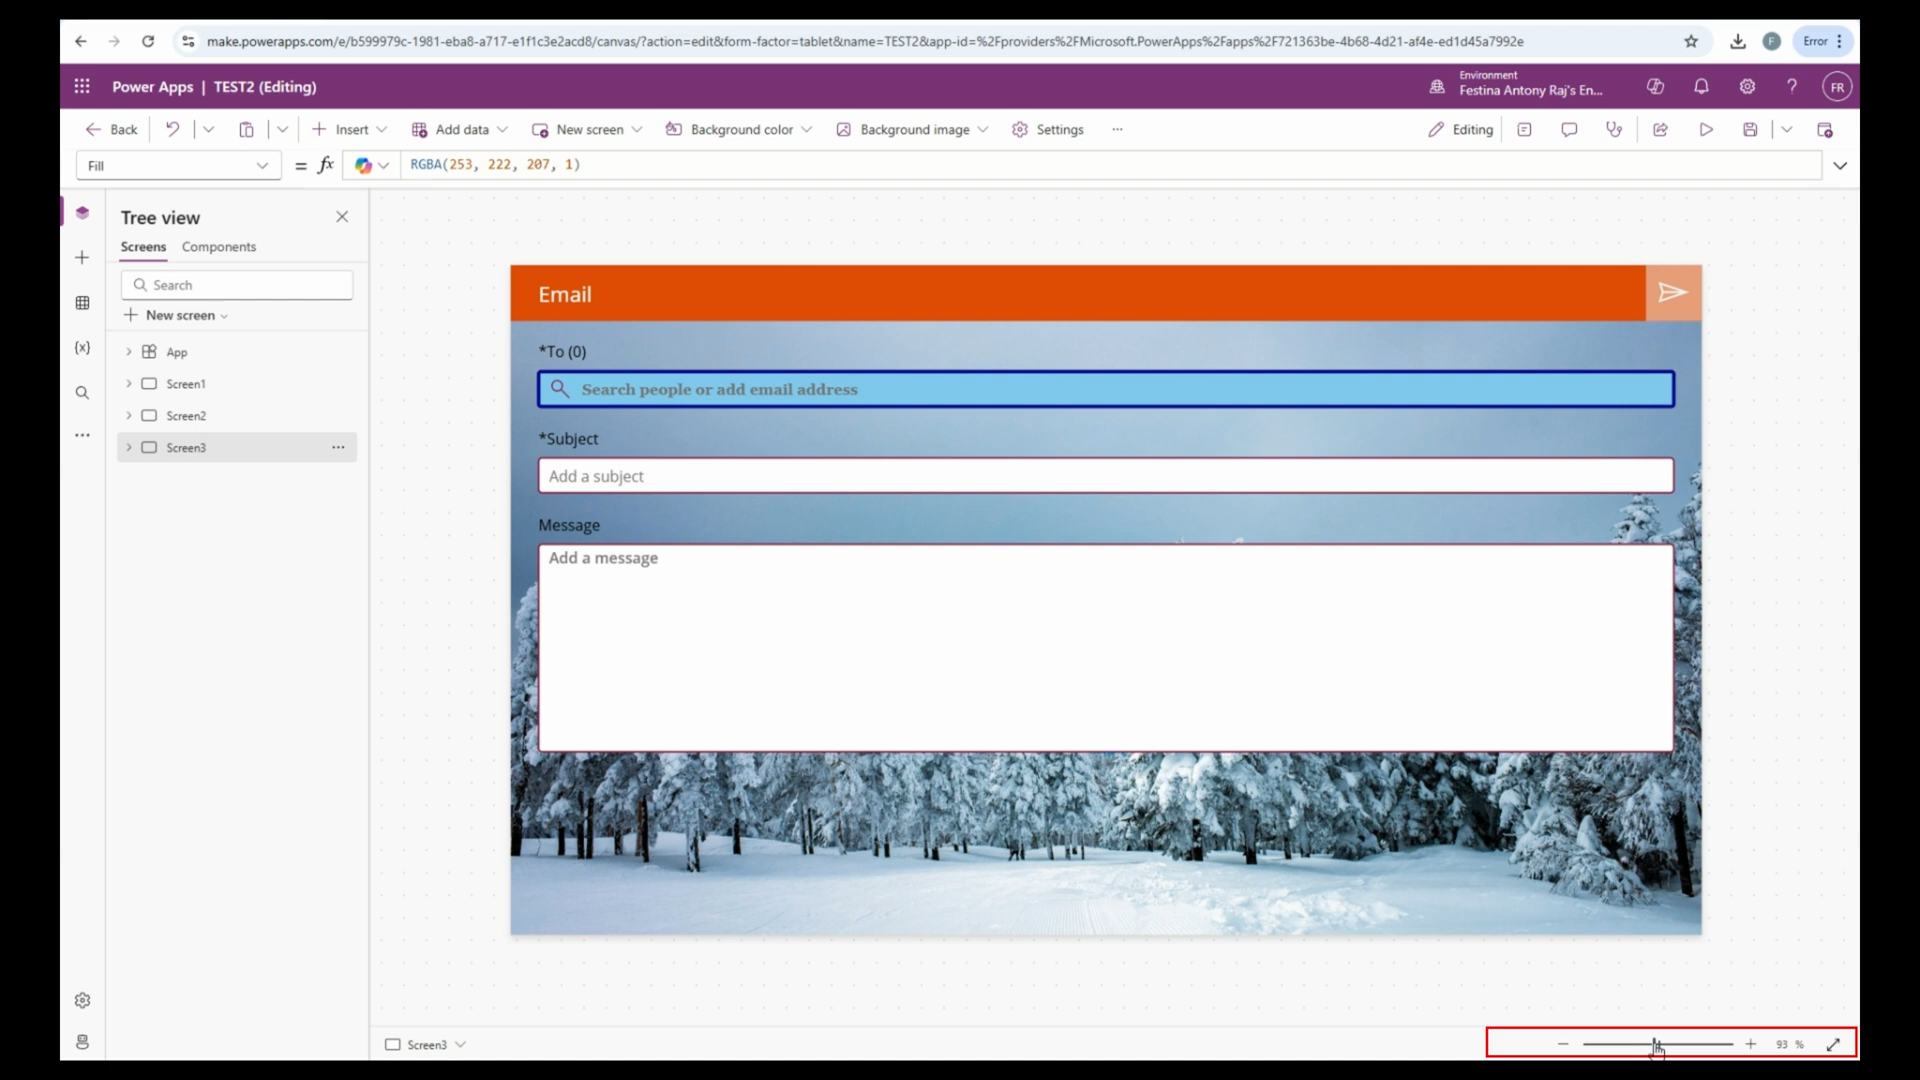 make.powerapps.com/e/b599979c-1981-eba8-a717-e1f1c3e2acd8/canvas/?action=edit&form-factor=tablet&name=TEST2&app-id=%2Fproviders%2FMicrosoft.PowerApps%2Fapps%2F721363be-4b68-4d21-af4e-ed1d45a7992e
F
Error
Power Apps | TEST2 (Editing)
Environment
Festina Antony Raj's En...
?
FR
Back
Insert
Add data
New screen
Background color
Background image
Settings
...
Editing
Fill
= fx
RGBA(253, 222, 207, 1)
Tree view
Screens
Components
Search
New screen
App
Screen1
Screen2
Screen3
...
{x}
Email
*To (0)
Search people or add email address
*Subject
Add a subject
Message
Add a message
Screen3
93 %